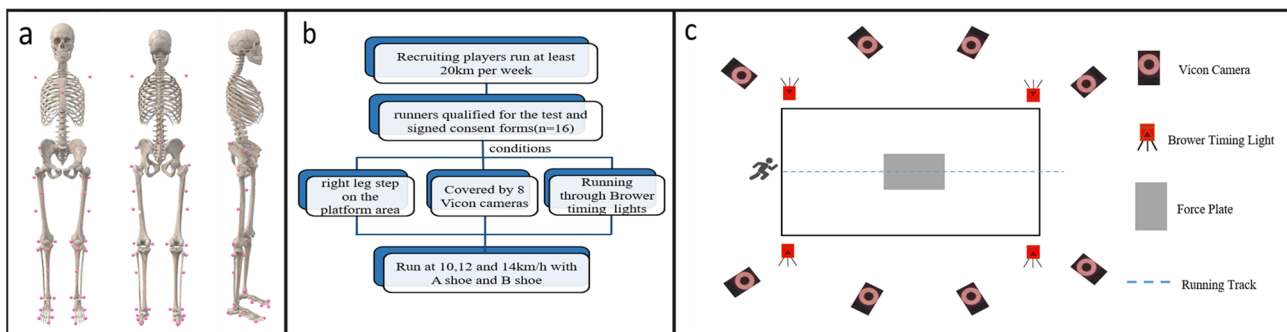 a
b
Recruiting players run at least
20km per week
runners qualified for the test and
signed consent forms(n=16)
conditions
right leg step
on the
platform area
Covered by 8
Vicon cameras
Running
through Brower
timing lights
Run at 10,12 and 14km/h with
A shoe and B shoe
c
Vicon Camera
Brower Timing Light
Force Plate
Running Track